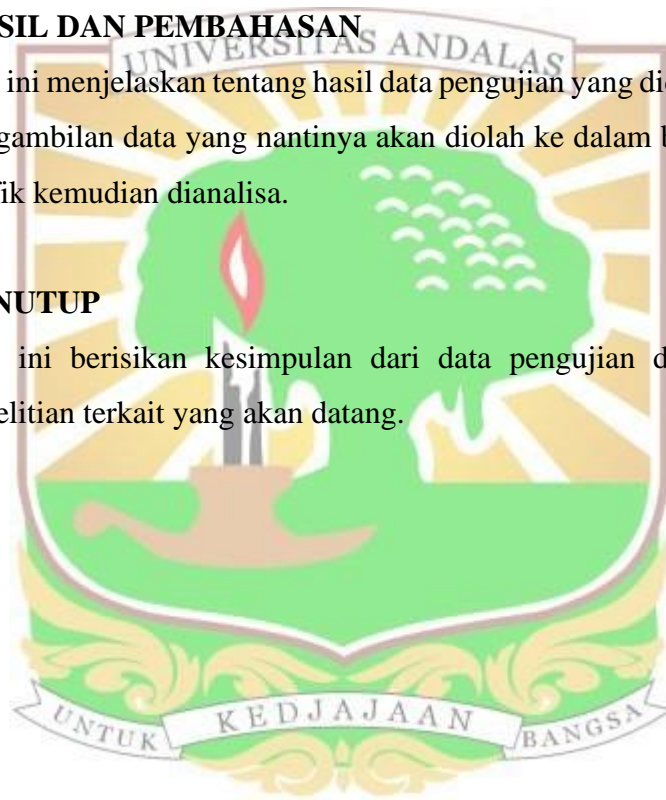 SIL DAN PEMBAHASAN
UNIVERSITAS ANDALAS
ini menjelaskan tentang hasil data pengujian yang di
gambilan data yang nantinya akan diolah ke dalam b
fik kemudian dianalisa.
NUTUP
ini berisikan kesimpulan dari data pengujian d
elitian terkait yang akan datang.
UNTUK KEDJAJAAN BANGSA